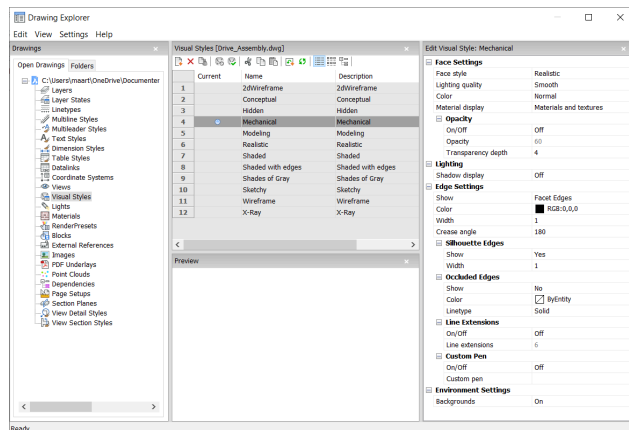 Drawing Explorer
Edit View Settings Help
Drawings
Open Drawings Folders
C:\Users\maart\OneDrive\Documenter
Layers
Layer States
Linetypes
Multiline Styles
Multileader Styles
Text Styles
Dimension Styles
Table Styles
Datalinks
Coordinate Systems
Views
Visual Styles
Lights
Materials
RenderPresets
Blocks
External References
Images
PDF Underlays
Point Clouds
Dependencies
Page Setups
Section Planes
View Detail Styles
View Section Styles
Visual Styles [Drive_Assembly.dwg]
Current Name Description
1 2dWireframe 2dWireframe
2 Conceptual Conceptual
3 Hidden Hidden
4 Mechanical Mechanical
5 Modeling Modeling
6 Realistic Realistic
7 Shaded Shaded
8 Shaded with edges Shaded with edges
9 Shades of Gray Shades of Gray
10 Sketchy Sketchy
11 Wireframe Wireframe
12 X-Ray X-Ray
Preview
Edit Visual Style: Mechanical
Face Settings
Face style Realistic
Lighting quality Smooth
Color Normal
Material display Materials and textures
Opacity
On/Off Off
Opacity 60
Transparency depth 4
Lighting
Shadow display Off
Edge Settings
Show Facet Edges
Color RGB:0,0,0
Width 1
Crease angle 180
Silhouette Edges
Show Yes
Width 1
Occluded Edges
Show No
Color ByEntity
Linetype Solid
Line Extensions
On/Off Off
Line extensions 6
Custom Pen
On/Off Off
Custom pen
Environment Settings
Backgrounds On
Ready